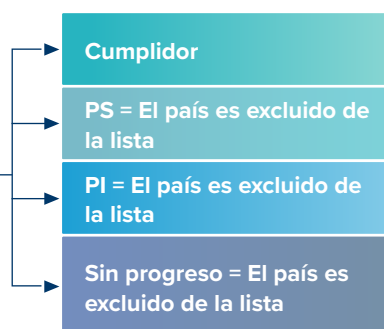 Cumplidor
PS = El país es excluido de
la lista
PI = El país es excluido de
la lista
Sin progreso = El país es
excluido de la lista